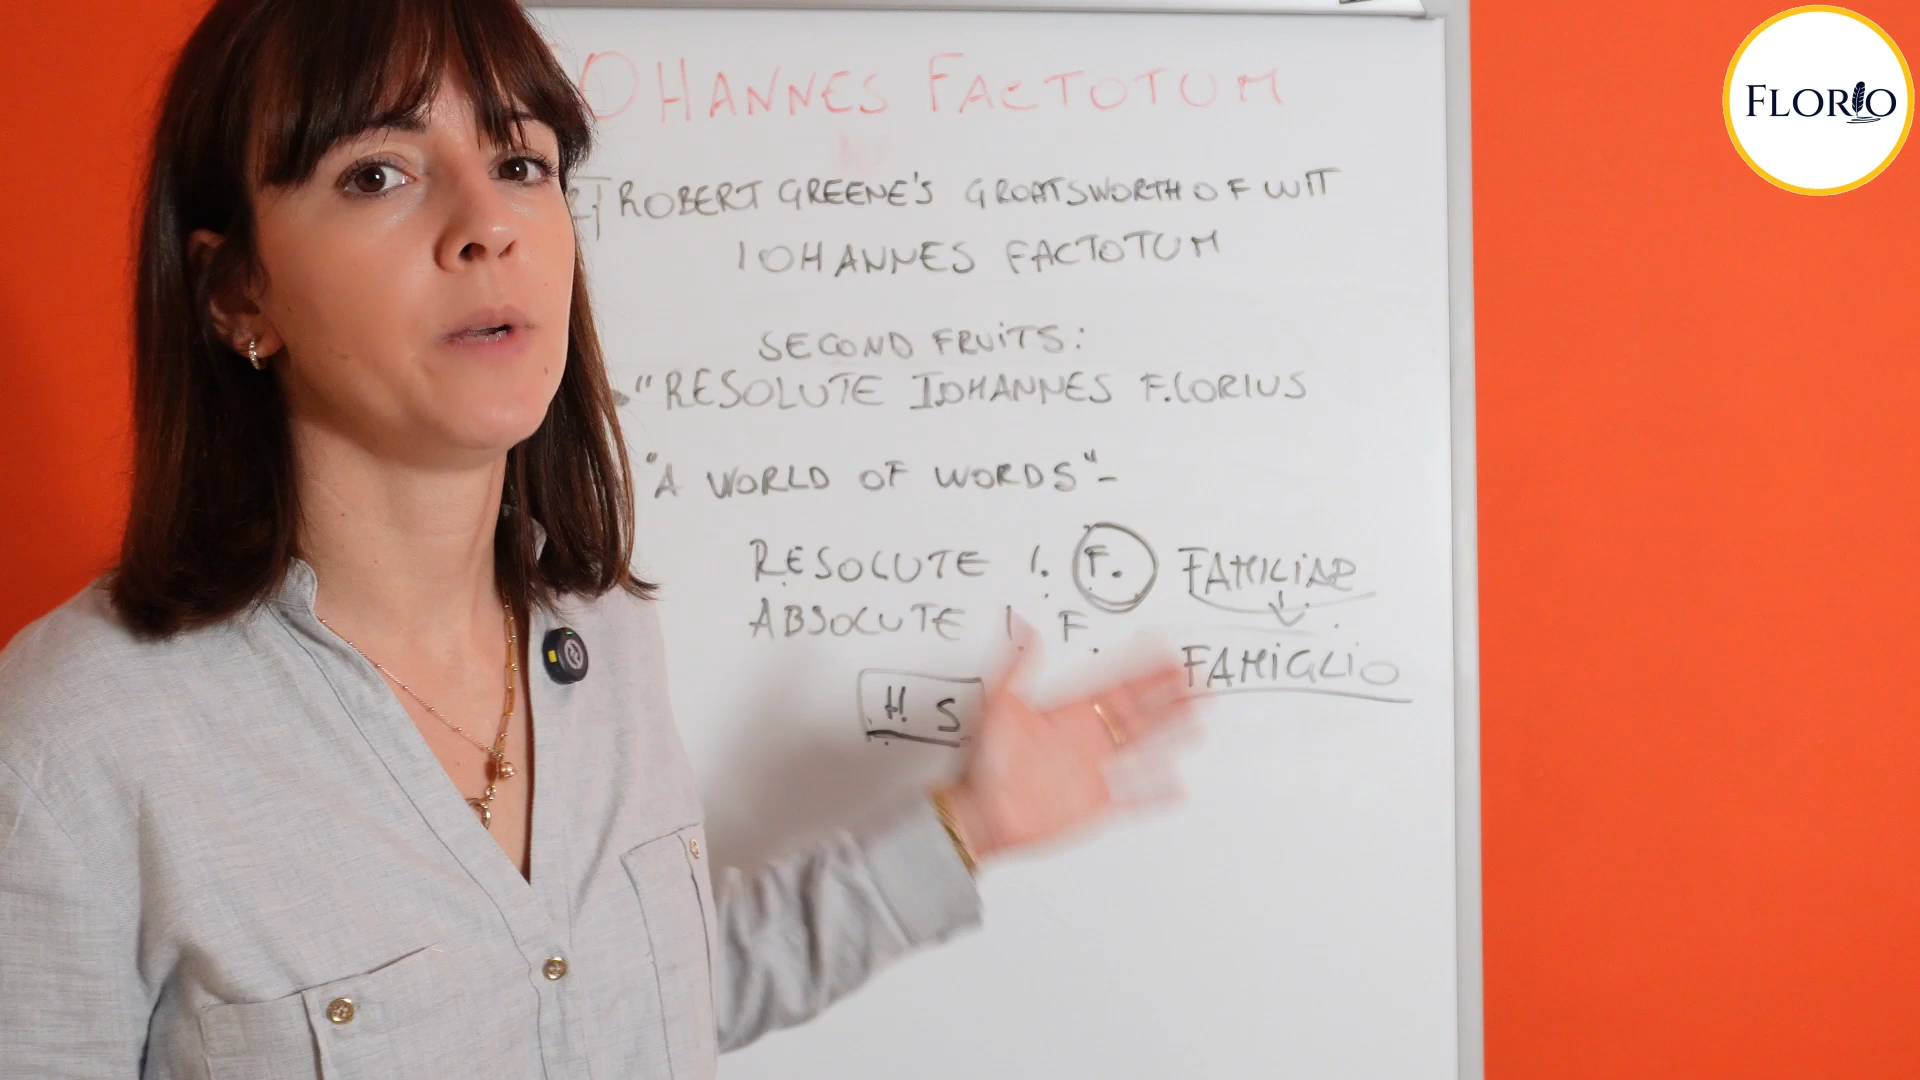 OHANNES FACTOTUM
ROBERT GREENE'S GROATSWORTH OF WIT
IOHANNES FACTOTUM
SECOND FRUITS:
"RESOLUTE IOHANNES FLORIUS
"A WORLD OF WORDS"-
RESOLUTE I. F. FAMILIAR
ABSOLUTE I. F.
FAMIGLIO
H. S
FLORIO